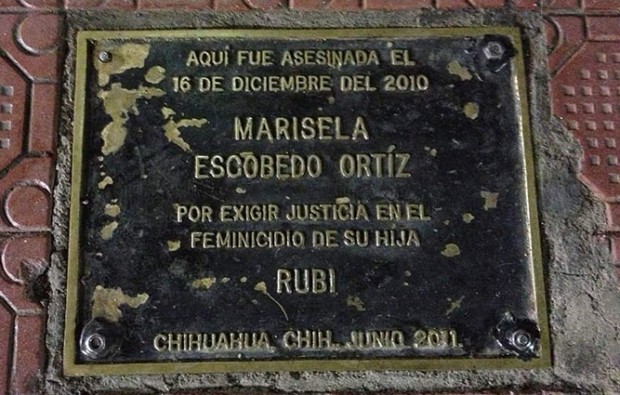 AQUÍ FUE ASESINADA EL
16 DE DICIEMBRE DEL 2010
MARISELA
ESCOBEDO ORTÍZ
POR EXIGIR JUSTICIA EN EL
FEMINICIDIO DE SU HIJA
RUBI
CHIHUAHUA, CHIH., JUNIO 2011.